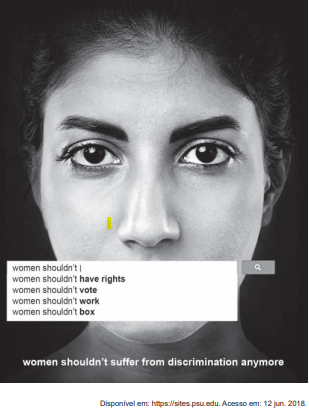 women shouldn't |
women shouldn't have rights
women shouldn't vote
women shouldn't work
women shouldn't box
women shouldn't suffer from discrimination anymore
Disponível em: https://sites.psu.edu. Acesso em: 12 jun. 2018.